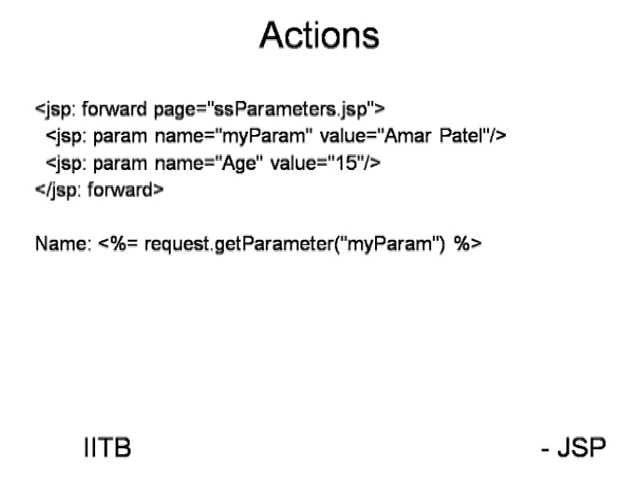 Actions
<jsp: forward page="ssParameters.jsp">
<jsp: param name="myParam" value="Amar Patel"/>
<jsp: param name="Age" value="15"/>
</jsp: forward>
Name: <%= request.getParameter("myParam") %>
IITB
- JSP